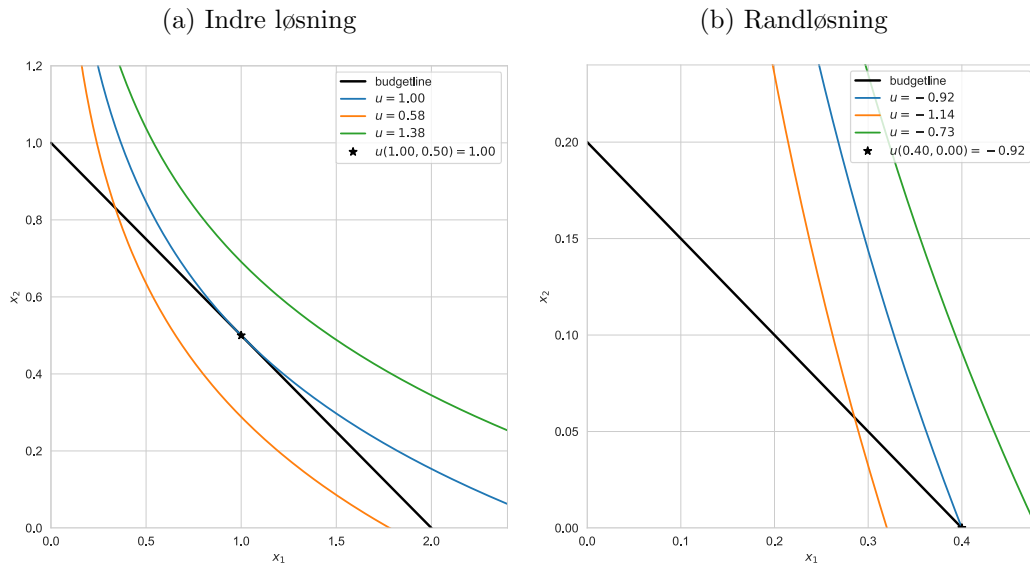 (a) Indre løsning
1.2
1.0
0.8
0.6
0.4
0.2
0.0
x₂
0.0 0.5 1.0 1.5 2.0
x₁
budgetline
u = 1.00
u = 0.58
u = 1.38
u(1.00, 0.50) = 1.00
(b) Randløsning
0.20
0.15
0.10
0.05
0.00
x₂
0.0 0.1 0.2 0.3 0.4
x₁
budgetline
u = −0.92
u = −1.14
u = −0.73
u(0.40, 0.00) = −0.92